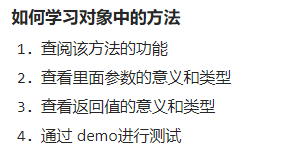 如何学习对象中的方法
1. 查阅该方法的功能
2. 查看里面参数的意义和类型
3. 查看返回值的意义和类型
4. 通过 demo进行测试